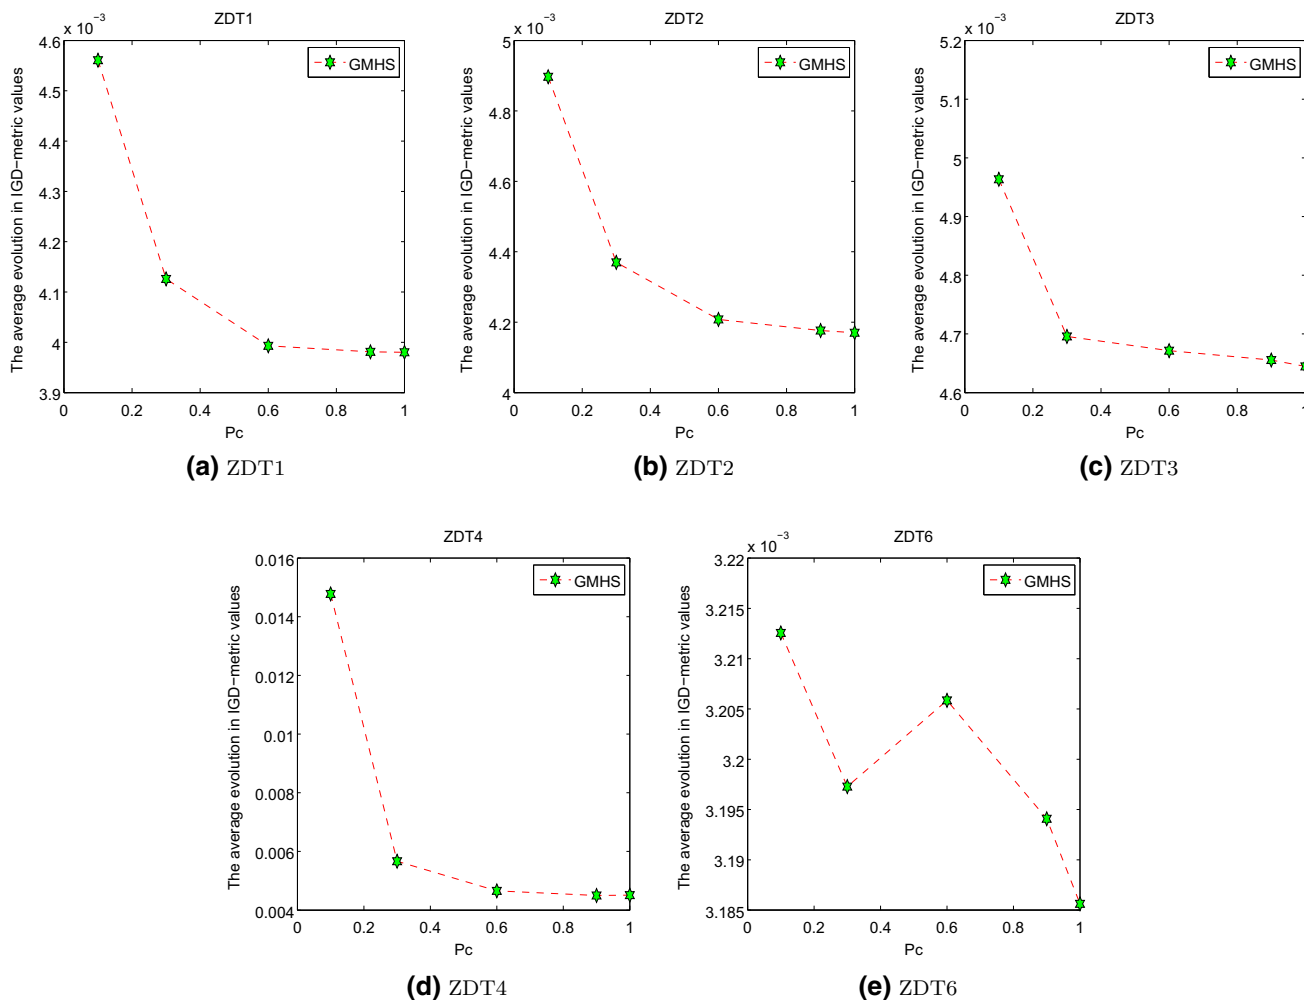 ZDT1
x 10⁻³
4.6
4.5
4.4
4.3
4.2
4.1
4
3.9
0 0.2 0.4 0.6 0.8 1
Pc
The average evolution in IGD−metric values
GMHS
(a) ZDT1
ZDT2
x 10⁻³
5
4.8
4.6
4.4
4.2
4
0 0.2 0.4 0.6 0.8 1
Pc
The average evolution in IGD−metric values
GMHS
(b) ZDT2
ZDT3
x 10⁻³
5.2
5.1
5
4.9
4.8
4.7
4.6
0 0.2 0.4 0.6 0.8 1
Pc
The average evolution in IGD−metric values
GMHS
(c) ZDT3
ZDT4
0.016
0.014
0.012
0.01
0.008
0.006
0.004
0 0.2 0.4 0.6 0.8 1
Pc
The average evolution in IGD−metric values
GMHS
(d) ZDT4
ZDT6
x 10⁻³
3.22
3.215
3.21
3.205
3.2
3.195
3.19
3.185
0 0.2 0.4 0.6 0.8 1
Pc
The average evolution in IGD−metric values
GMHS
(e) ZDT6